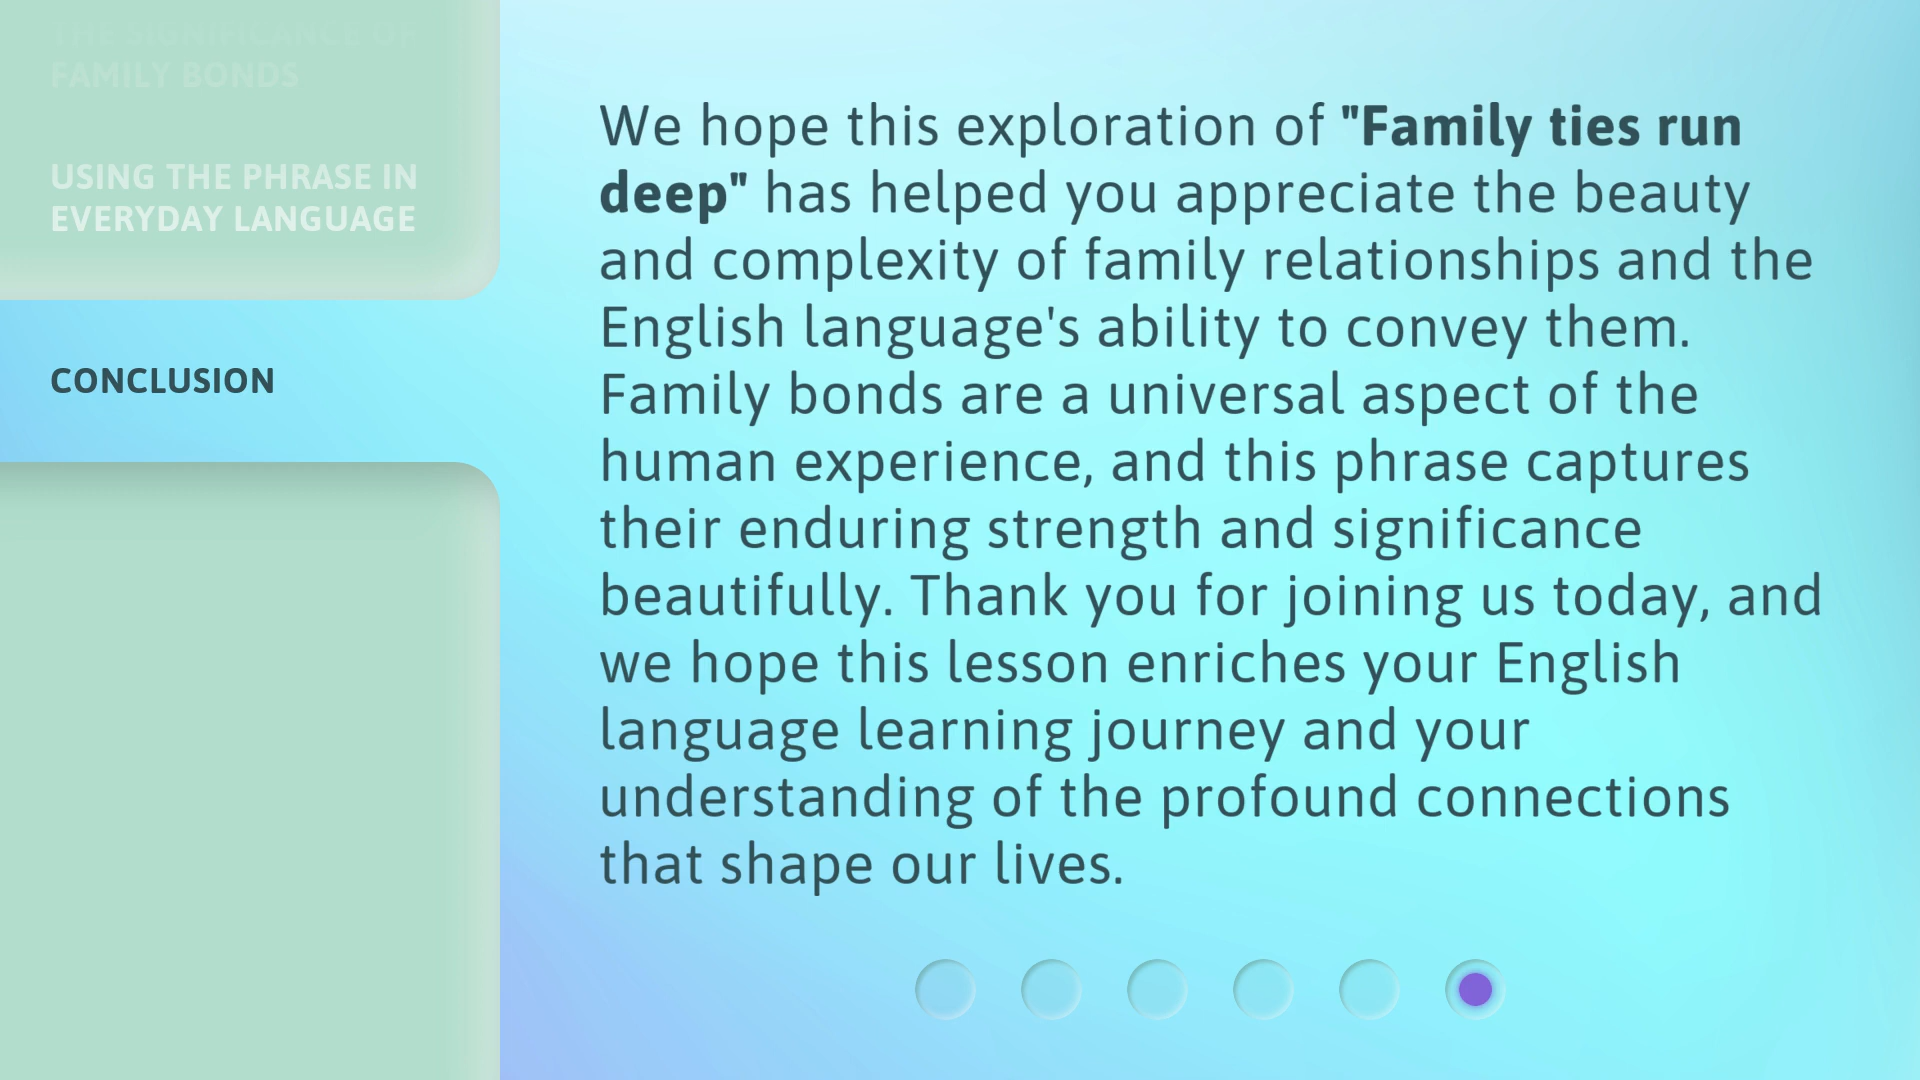 THE SIGNIFICANCE OF
FAMILY BONDS
USING THE PHRASE IN
EVERYDAY LANGUAGE
CONCLUSION
We hope this exploration of "Family ties run
deep" has helped you appreciate the beauty
and complexity of family relationships and the
English language's ability to convey them.
Family bonds are a universal aspect of the
human experience, and this phrase captures
their enduring strength and significance
beautifully. Thank you for joining us today, and
we hope this lesson enriches your English
language learning journey and your
understanding of the profound connections
that shape our lives.